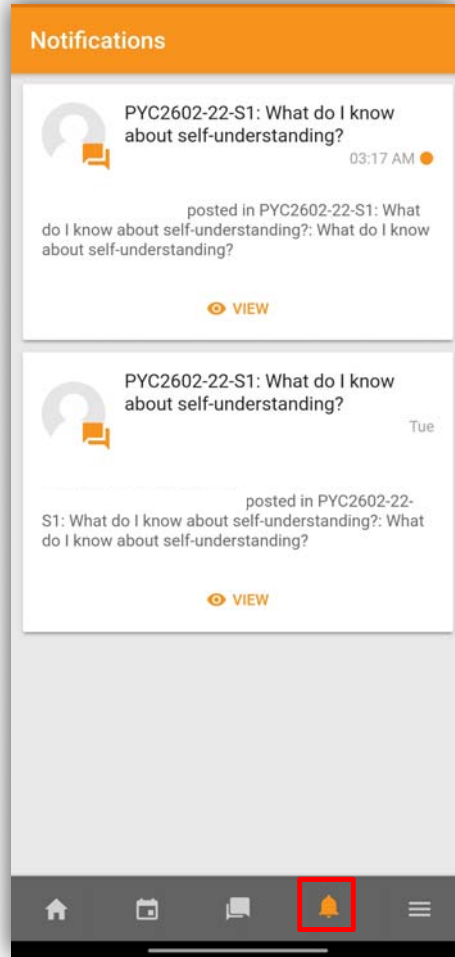 Notifications
PYC2602-22-S1: What do I know
about self-understanding?
03:17 AM
posted in PYC2602-22-S1: What
do I know about self-understanding?: What do I know
about self-understanding?
VIEW
PYC2602-22-S1: What do I know
about self-understanding?
Tue
posted in PYC2602-22-
S1: What do I know about self-understanding?: What
do I know about self-understanding?
VIEW